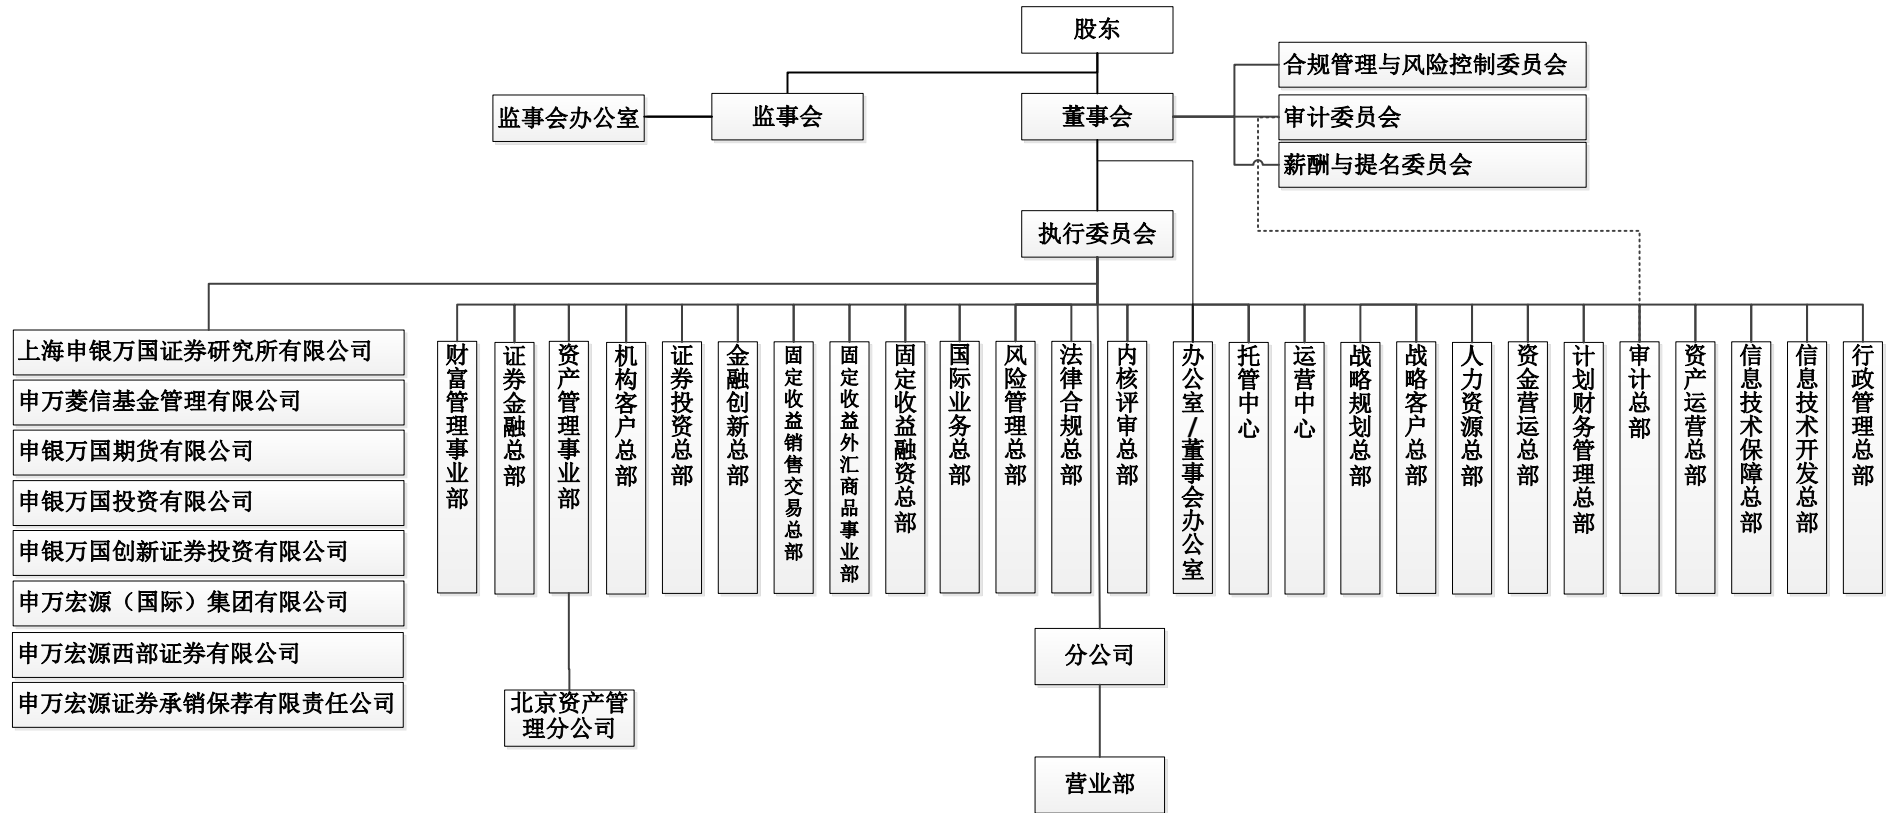 股东
合规管理与风险控制委员会
监事会办公室
监事会
董事会
审计委员会
薪酬与提名委员会
执行委员会
上海申银万国证券研究所有限公司
申万菱信基金管理有限公司
申银万国期货有限公司
申银万国投资有限公司
申银万国创新证券投资有限公司
申万宏源（国际）集团有限公司
申万宏源西部证券有限公司
申万宏源证券承销保荐有限责任公司
财富管理事业部
证券金融总部
资产管理事业部
机构客户总部
证券投资总部
金融创新总部
固定收益销售交易总部
固定收益外汇商品事业部
固定收益融资总部
国际业务总部
风险管理总部
法律合规总部
内核评审总部
办公室/董事会办公室
托管中心
运营中心
战略规划总部
战略客户总部
人力资源总部
资金营运总部
计划财务管理总部
审计总部
资产运营总部
信息技术保障总部
信息技术开发总部
行政管理总部
北京资产管
理分公司
分公司
营业部